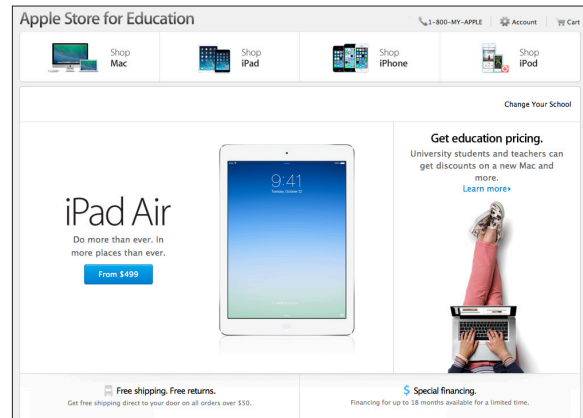 Apple Store for Education
1-800-MY-APPLE
Account
Cart
Shop
Mac
Shop
iPad
Shop
iPhone
Shop
iPod
Change Your School
iPad Air
Do more than ever. In
more places than ever.
From $499
9:41
Tuesday, October 22
Get education pricing.
University students and teachers can
get discounts on a new Mac and
more.
Learn more
Free shipping. Free returns.
Get free shipping direct to your door on all orders over $50.
$ Special financing.
Financing for up to 18 months available for a limited time.